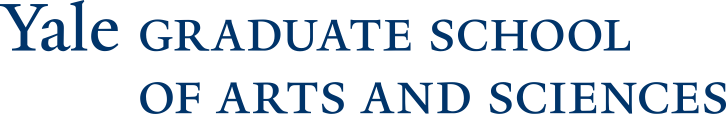 Yale GRADUATE SCHOOL
OF ARTS AND SCIENCES